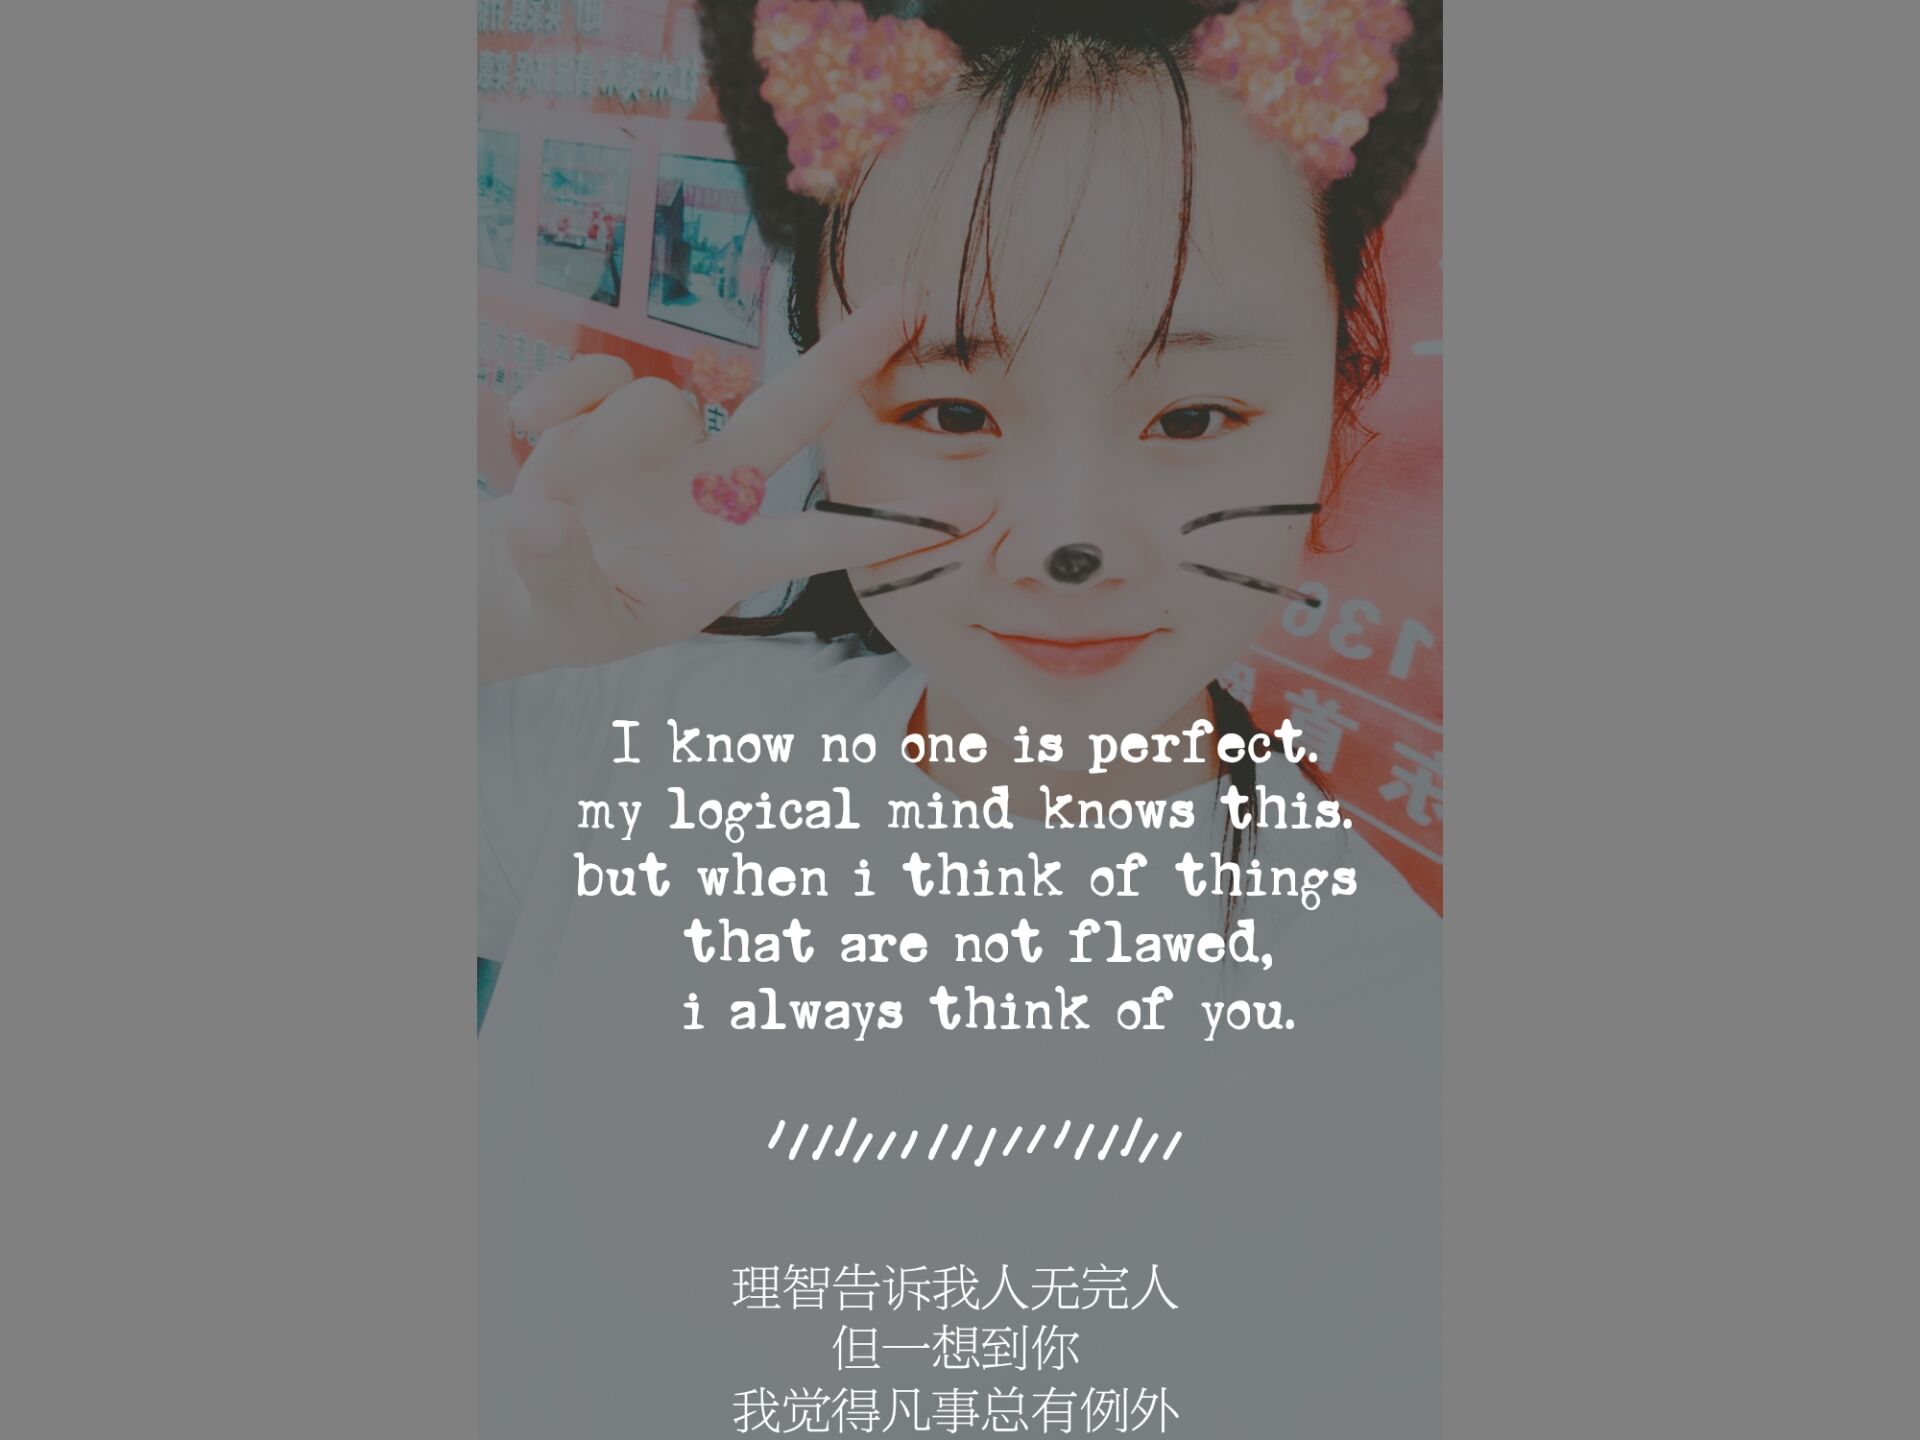 I know no one is perfect.
my logical mind knows this.
but when i think of things
that are not flawed,
i always think of you.
理智告诉我人无完人
但一想到你
我觉得凡事总有例外
136